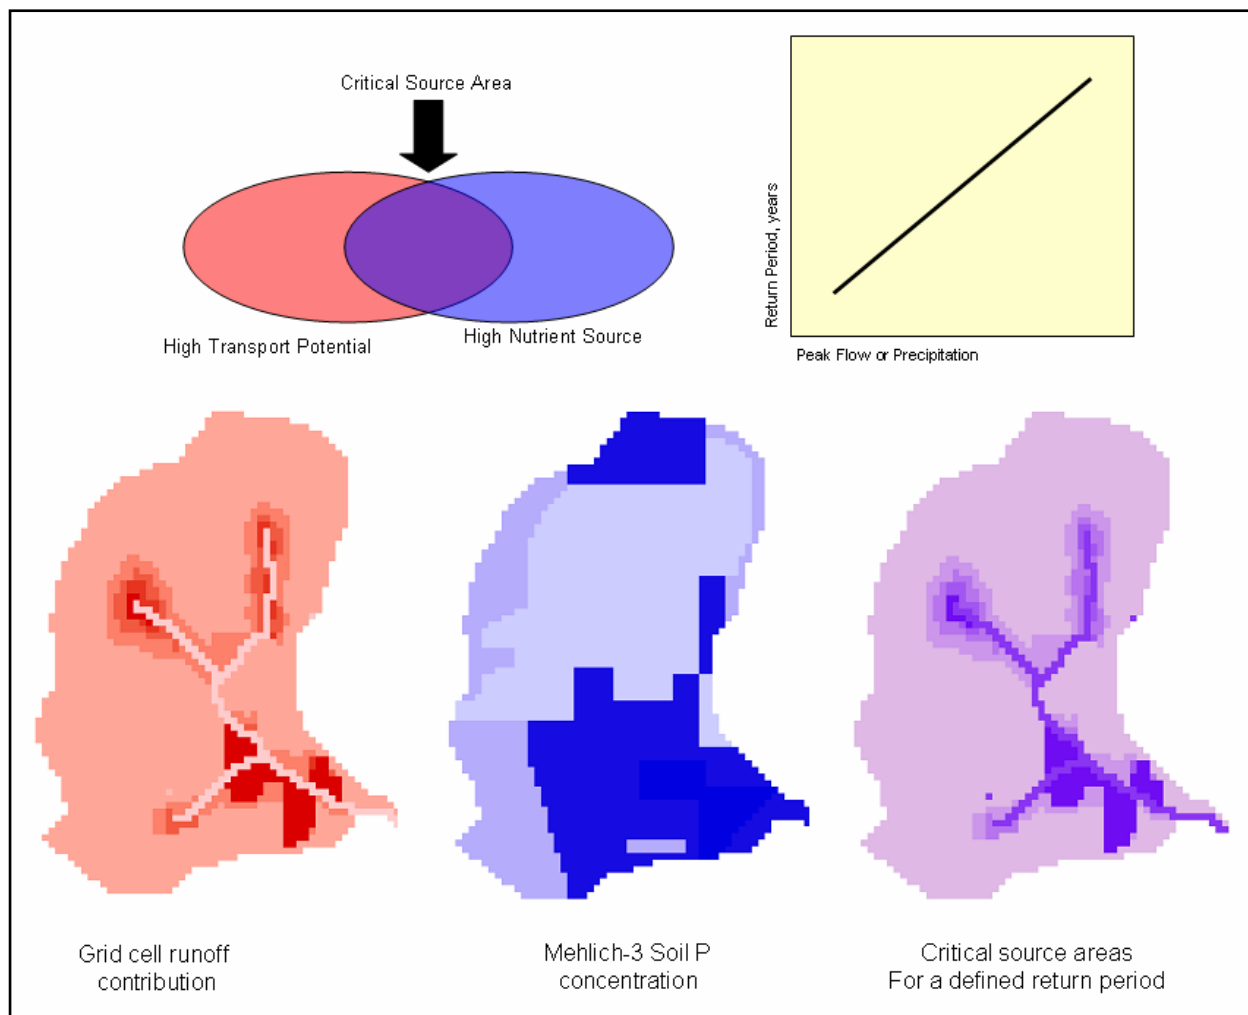 Critical Source Area
High Transport Potential
High Nutrient Source
Return Period, years
Peak Flow or Precipitation
Grid cell runoff
contribution
Mehlich-3 Soil P
concentration
Critical source areas
For a defined return period